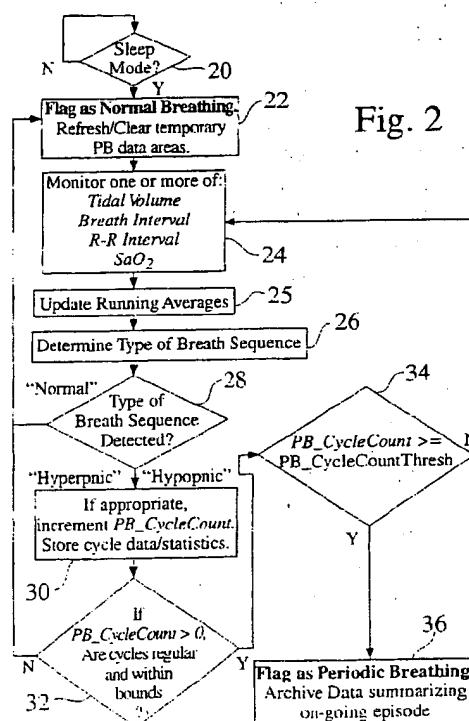 Sleep
N
Mode?
20
Y
Flag as Normal Breathing.
Refresh/Clear temporary
PB data areas.
22
Fig. 2
Monitor one or more of:
Tidal Volume
Breath Interval
R-R Interval
SaO2
24
25
Update Running Averages
26
Determine Type of Breath Sequence
"Normal"
28
Type of
Breath Sequence
Detected?
34
PB_CycleCount >=
PB_CycleCountThresh
N
Y
"Hyperpnic" "Hypopnic"
If appropriate,
increment PB_CycleCount.
Store cycle data/statistics.
30
If
PB_CycleCount > 0,
Are cycles regular
and within
bounds
N
Y
32
36
Flag as Periodic Breathing
Archive Data summarizing
on-going episode